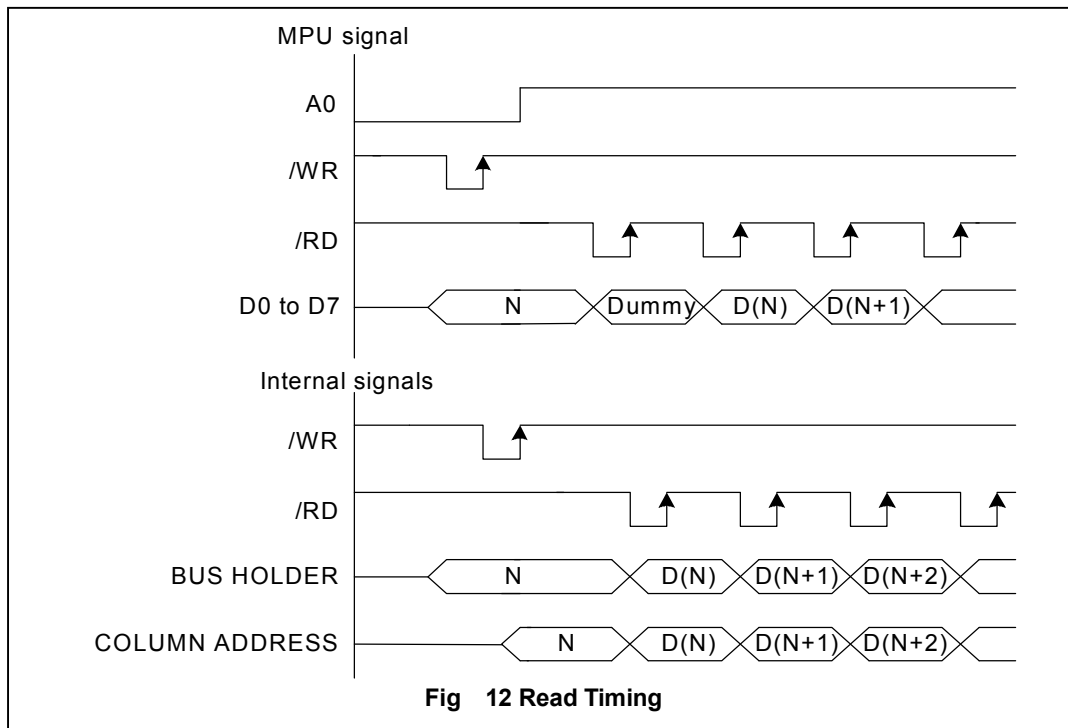 MPU signal
A0
/WR
/RD
D0 to D7 N Dummy D(N) D(N+1)
Internal signals
/WR
/RD
BUS HOLDER N D(N) D(N+1) D(N+2)
COLUMN ADDRESS N D(N) D(N+1) D(N+2)
Fig 12 Read Timing